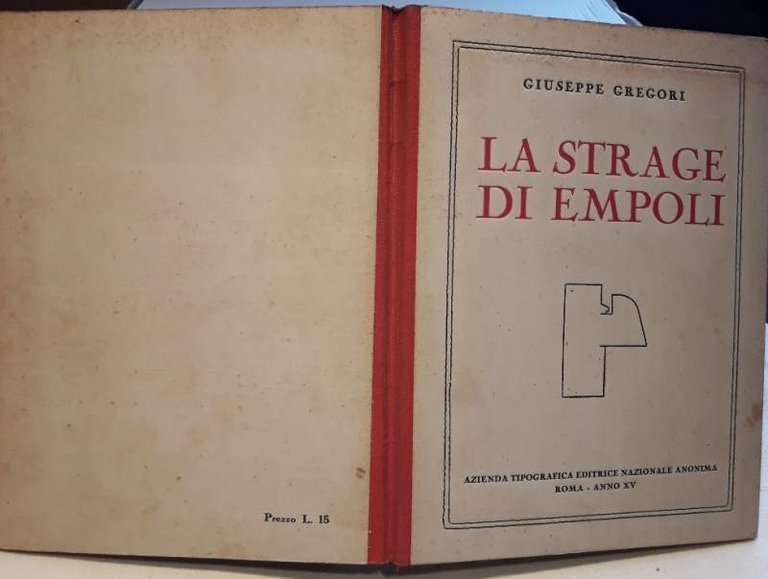 GIUSEPPE GREGORI
LA STRAGE
DI EMPOLI
AZIENDA TIPOGRAFICA EDITRICE NAZIONALE ANONIMA
ROMA - ANNO XV
Prezzo L. 15